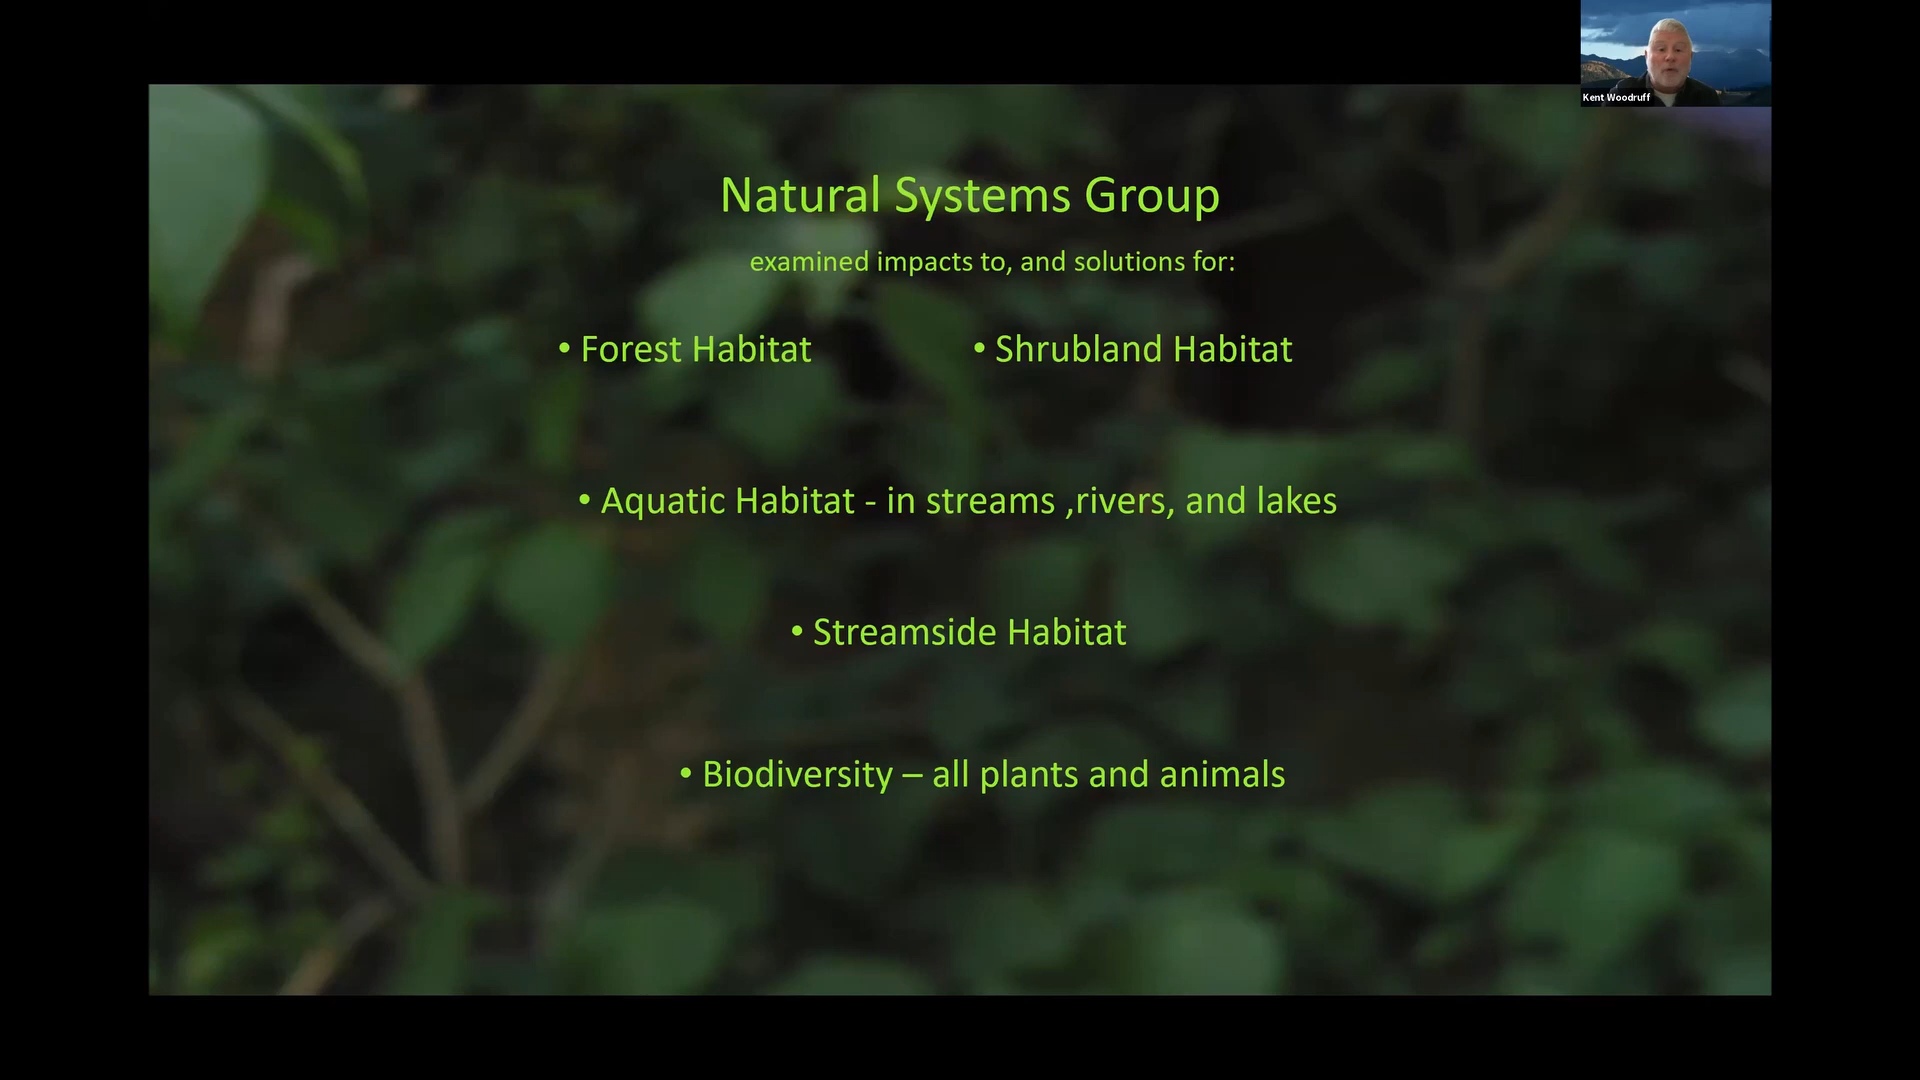 Kent Woodruff
Natural Systems Group
examined impacts to, and solutions for:
• Forest Habitat
• Shrubland Habitat
• Aquatic Habitat - in streams ,rivers, and lakes
• Streamside Habitat
• Biodiversity – all plants and animals